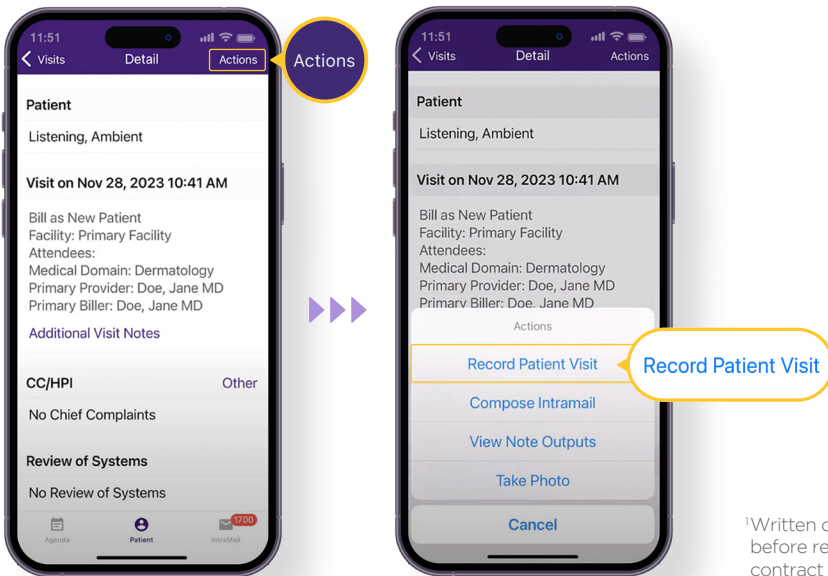 11:51
Visits Detail Actions
Actions
Patient
Listening, Ambient
Visit on Nov 28, 2023 10:41 AM
Bill as New Patient
Facility: Primary Facility
Attendees:
Medical Domain: Dermatology
Primary Provider: Doe, Jane MD
Primary Biller: Doe, Jane MD
Additional Visit Notes
CC/HPI Other
No Chief Complaints
Review of Systems
No Review of Systems
1700
Agenda Patient IntraMail
11:51
Visits Detail Actions
Patient
Listening, Ambient
Visit on Nov 28, 2023 10:41 AM
Bill as New Patient
Facility: Primary Facility
Attendees:
Medical Domain: Dermatology
Primary Provider: Doe, Jane MD
Primary Biller: Doe, Jane MD
Actions
Record Patient Visit
Record Patient Visit
Compose Intramail
View Note Outputs
Take Photo
Cancel
¹Written
before
contract